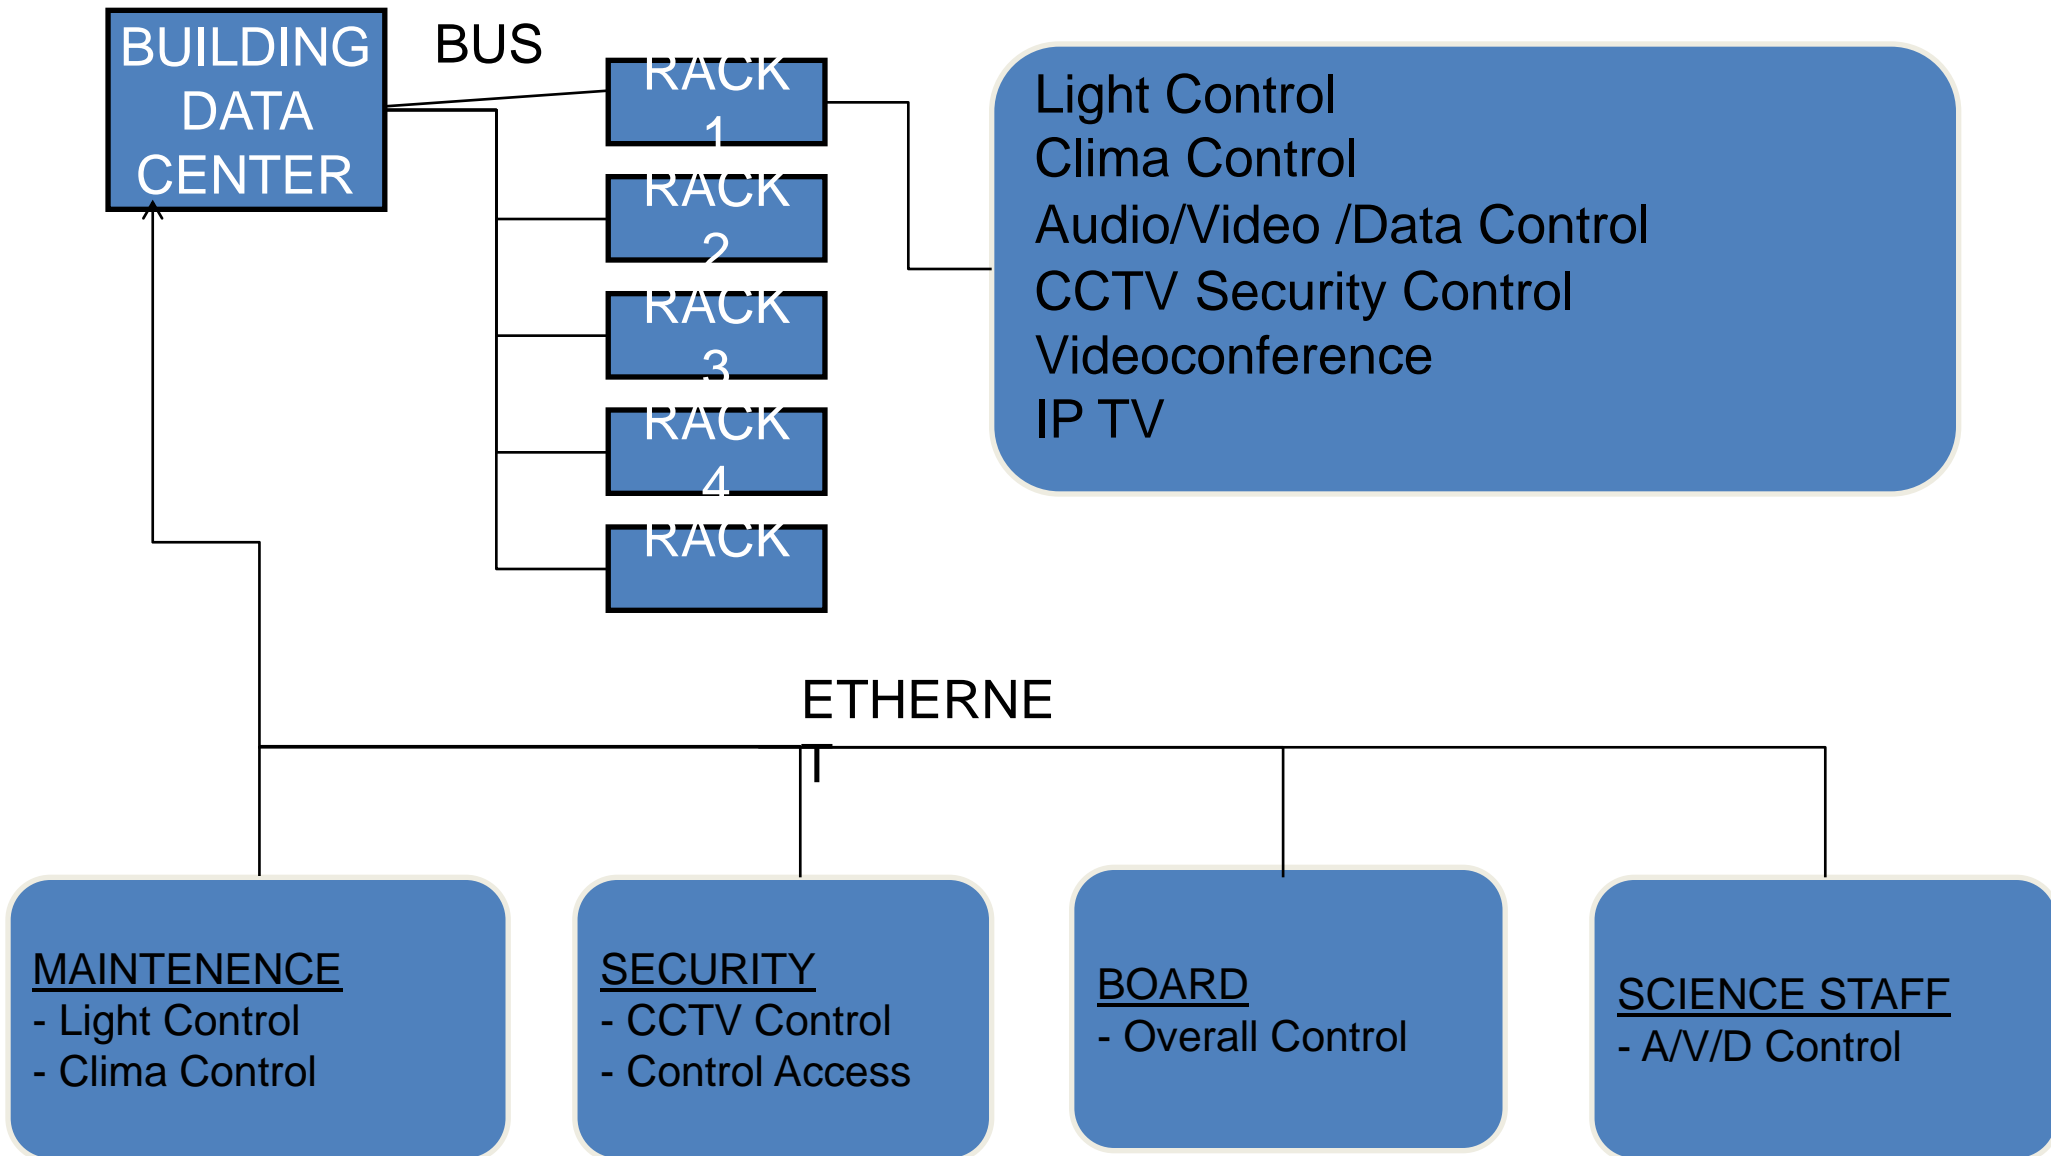 BUILDING
DATA
CENTER
BUS
RACK
1
RACK
2
RACK
3
RACK
4
RACK
Light Control
Clima Control
Audio/Video /Data Control
CCTV Security Control
Videoconference
IP TV
ETHERNE
T
MAINTENENCE
- Light Control
- Clima Control
SECURITY
- CCTV Control
- Control Access
BOARD
- Overall Control
SCIENCE STAFF
- A/V/D Control